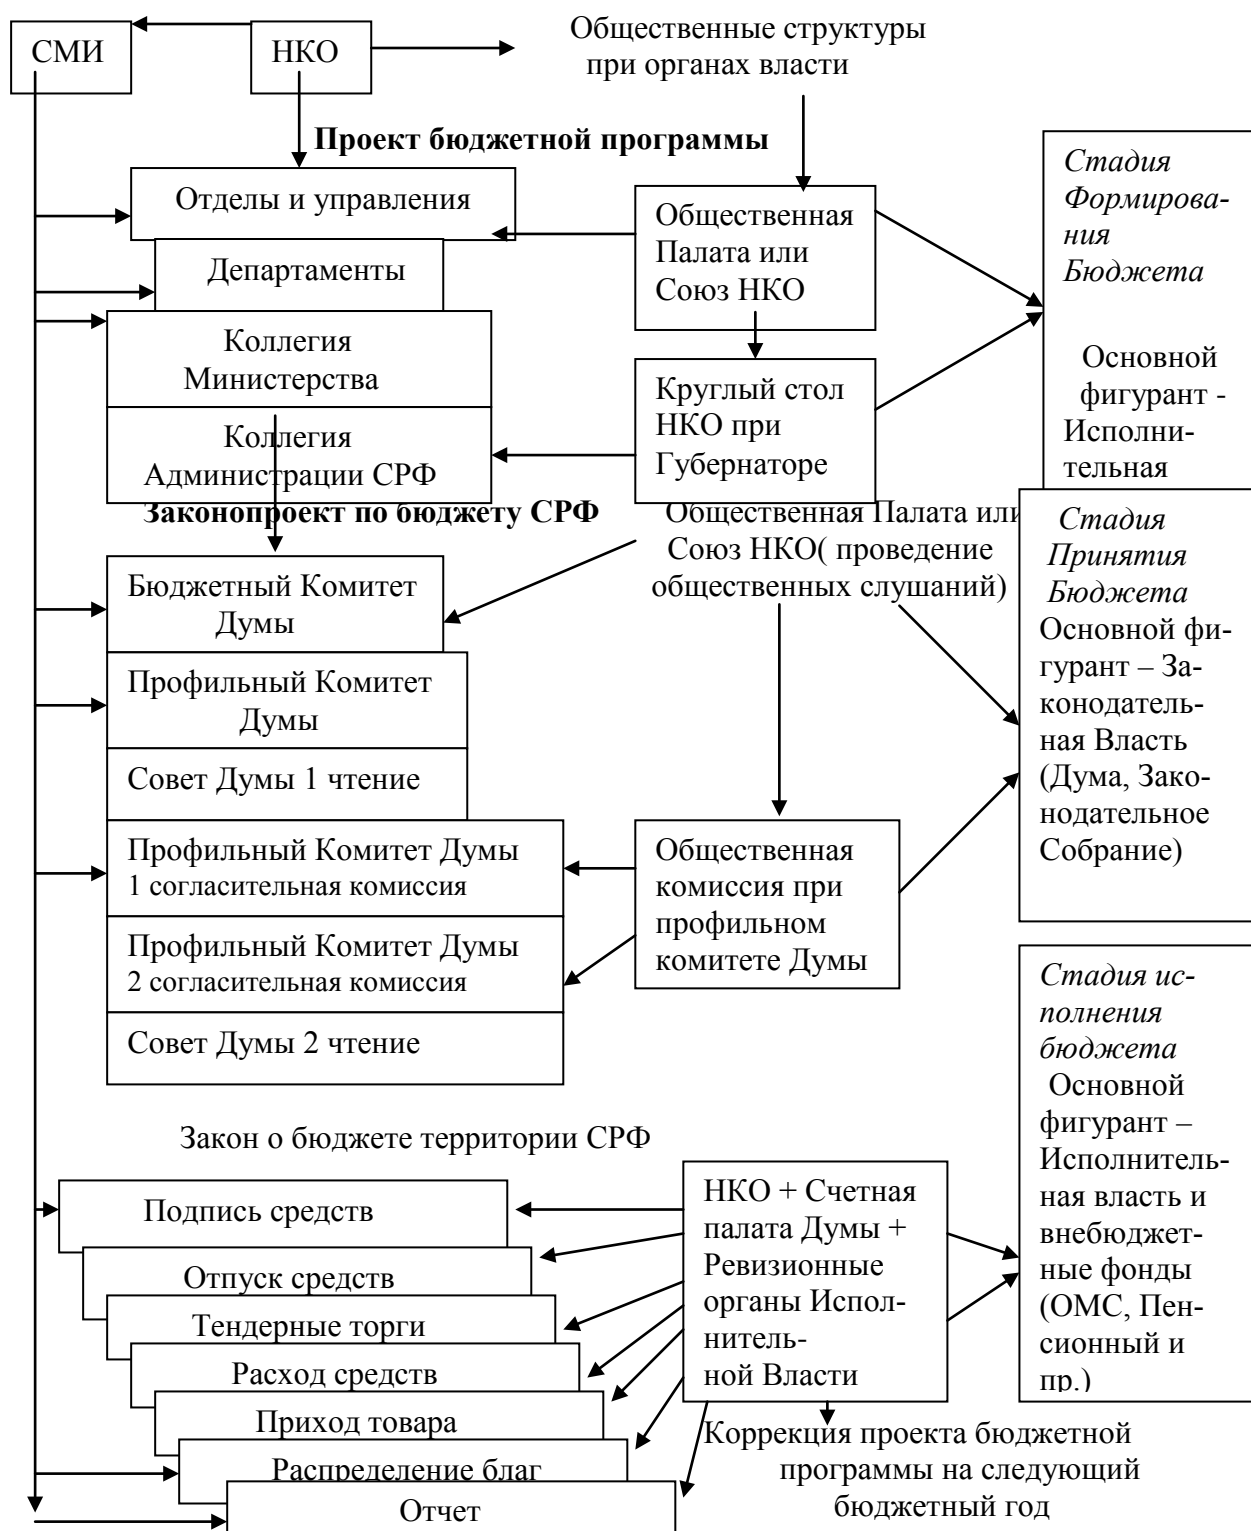 СМИ
НКО
Общественные структуры
при органах власти
Проект бюджетной программы
Отделы и управления
Департаменты
Коллегия
Министерства
Коллегия
Администрации СРФ
Общественная
Палата или
Союз НКО
Круглый стол
НКО при
Губернаторе
Стадия
Формирова-
ния
Бюджета
Основной
фигурант -
Исполни-
тельная
Законопроект по бюджету СРФ
Общественная Палата или
Союз НКО( проведение
общественных слушаний)
Бюджетный Комитет
Думы
Профильный Комитет
Думы
Совет Думы 1 чтение
Профильный Комитет Думы
1 согласительная комиссия
Профильный Комитет Думы
2 согласительная комиссия
Совет Думы 2 чтение
Общественная
комиссия при
профильном
комитете Думы
Стадия
Принятия
Бюджета
Основной фи-
гурант – За-
конодатель-
ная Власть
(Дума, Зако-
нодательное
Собрание)
Закон о бюджете территории СРФ
Подпись средств
Отпуск средств
Тендерные торги
Расход средств
Приход товара
Распределение благ
Отчет
НКО + Счетная
палата Думы +
Ревизионные
органы Испол-
нитель-
ной Власти
Стадия ис-
полнения
бюджета
Основной
фигурант –
Исполнитель-
ная власть и
внебюджет-
ные фонды
(ОМС, Пен-
сионный и
пр.)
Коррекция проекта бюджетной
программы на следующий
бюджетный год